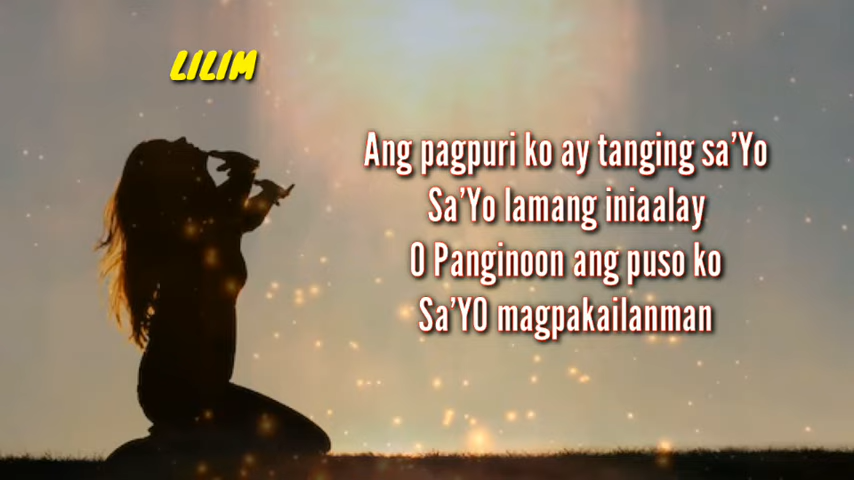 LILIM
Ang pagpuri ko ay tanging sa'Yo
Sa'Yo lamang iniaalay
O Panginoon ang puso ko
Sa'YO magpakailanman